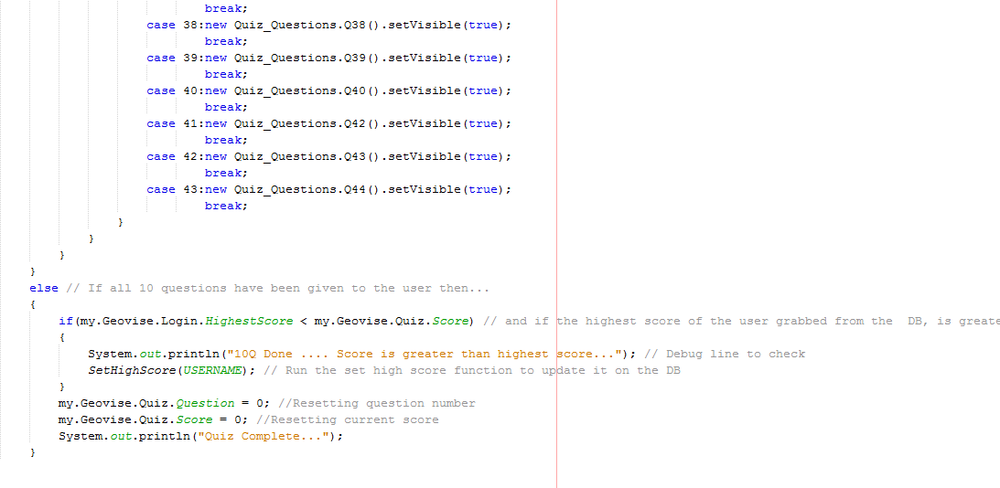 break;
case 38:new Quiz_Questions.Q38().setVisible(true);
break;
case 39:new Quiz_Questions.Q39().setVisible(true);
break;
case 40:new Quiz_Questions.Q40().setVisible(true);
break;
case 41:new Quiz_Questions.Q42().setVisible(true);
break;
case 42:new Quiz_Questions.Q43().setVisible(true);
break;
case 43:new Quiz_Questions.Q44().setVisible(true);
break;
}
}
}
}
else // If all 10 questions have been given to the user then...
{
if(my.Geovise.Login.HighestScore < my.Geovise.Quiz.Score) // and if the highest score of the user grabbed from the  DB, is greate
{
System.out.println("10Q Done .... Score is greater than highest score..."); // Debug line to check
SetHighScore(USERNAME); // Run the set high score function to update it on the DB
}
my.Geovise.Quiz.Question = 0; //Resetting question number
my.Geovise.Quiz.Score = 0; //Resetting current score
System.out.println("Quiz Complete...");
}